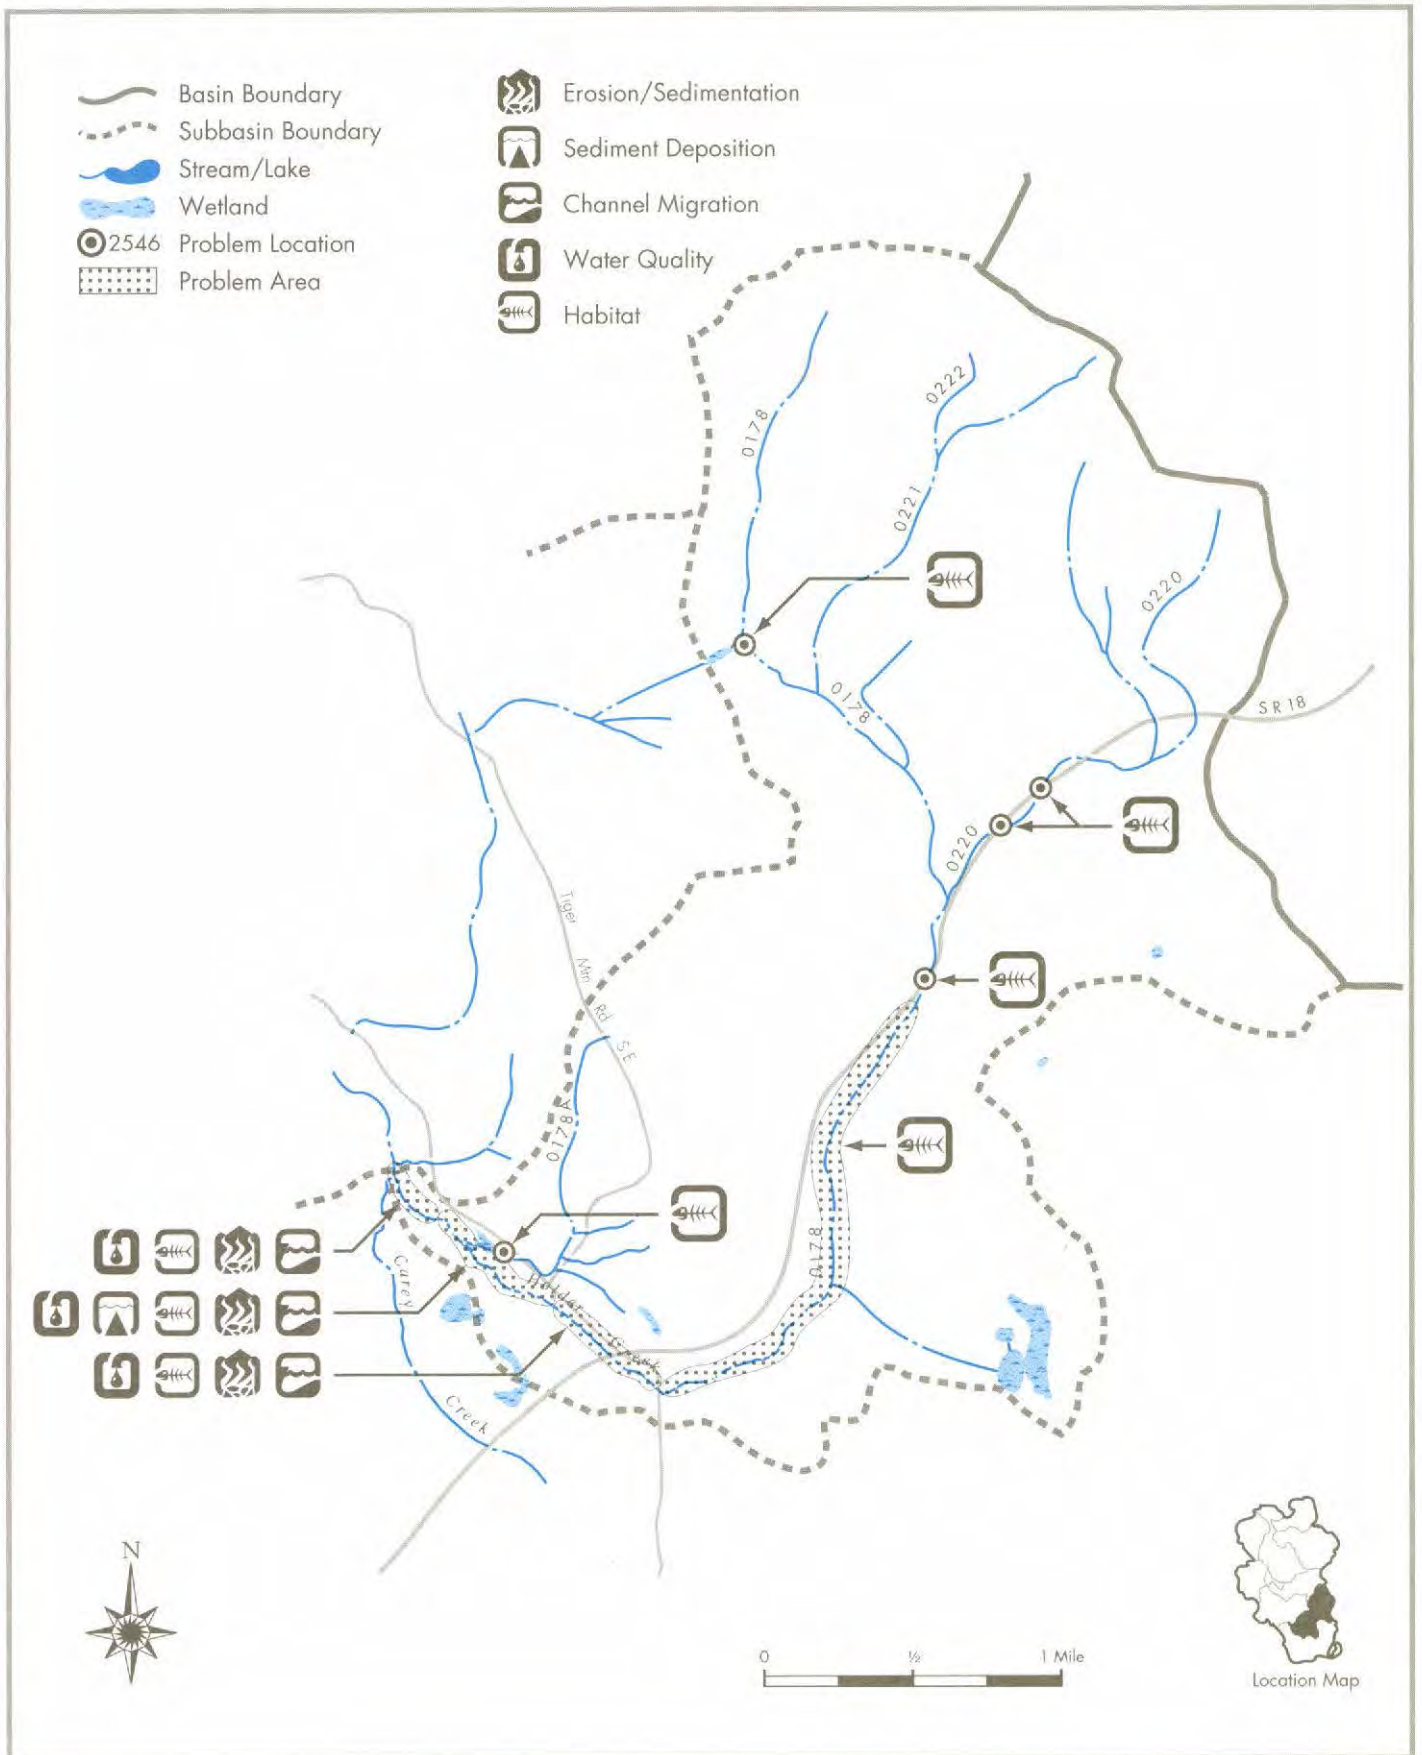 Basin Boundary
Subbasin Boundary
Stream/Lake
Wetland
2546 Problem Location
Problem Area
Erosion/Sedimentation
Sediment Deposition
Channel Migration
Water Quality
Habitat
0178
0222
0221
0220
0178
SR 18
0220
Tiger Mtn Rd SE
0178A
0178
Holder Creek
Carey Creek
N
0 ½ 1 Mile
Location Map